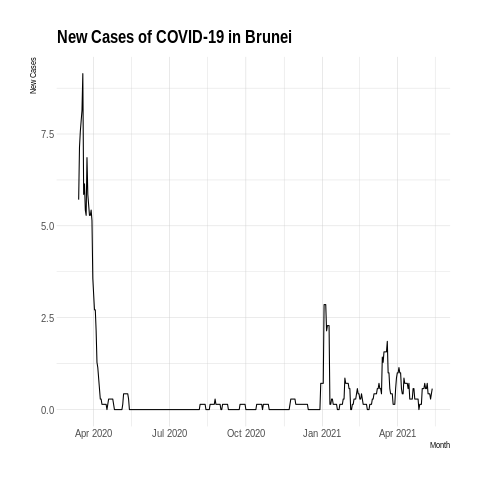 New Cases of COVID-19 in Brunei
New Cases
7.5
5.0
2.5
0.0
Apr 2020 Jul 2020 Oct 2020 Jan 2021 Apr 2021
Month